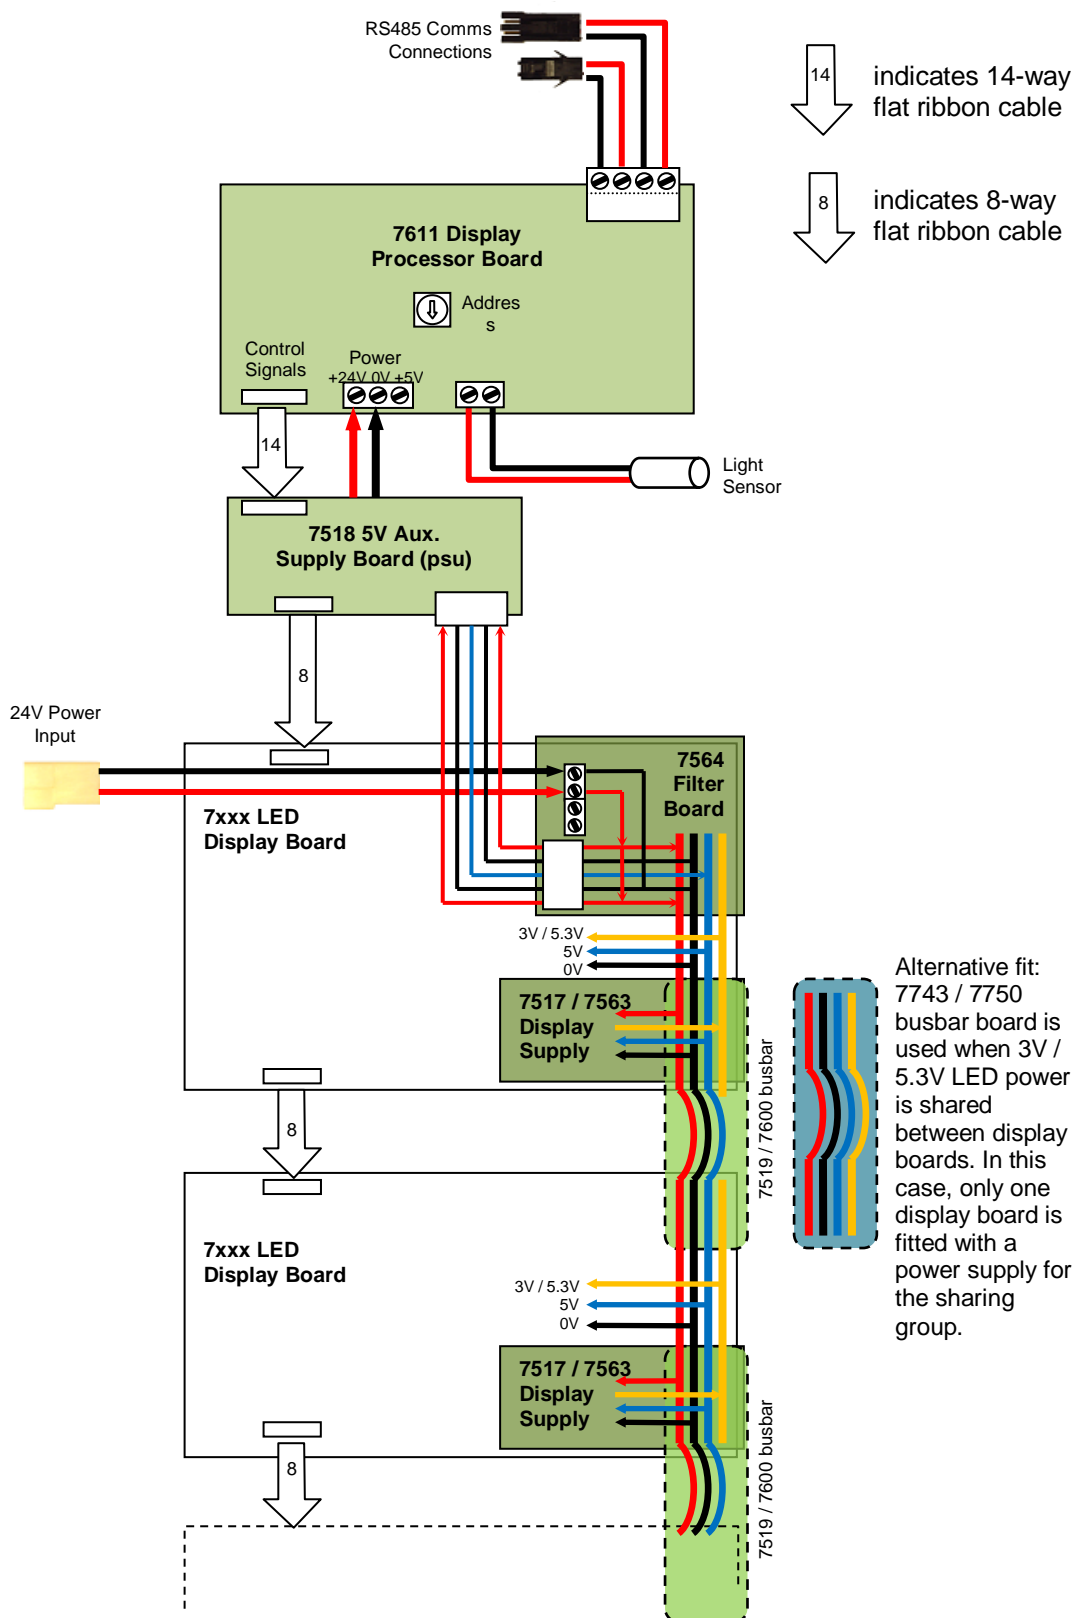 RS485 Comms
Connections
14
indicates 14-way
flat ribbon cable
8
indicates 8-way
flat ribbon cable
7611 Display
Processor Board
Addres
s
Control
Signals
Power
+24V 0V +5V
14
Light
Sensor
7518 5V Aux.
Supply Board (psu)
8
24V Power
Input
7564
Filter
Board
7xxx LED
Display Board
3V / 5.3V
5V
0V
7517 / 7563
Display
Supply
7519 / 7600 busbar
Alternative fit:
7743 / 7750
busbar board is
used when 3V /
5.3V LED power
is shared
between display
boards. In this
case, only one
display board is
fitted with a
power supply for
the sharing
group.
8
7xxx LED
Display Board
3V / 5.3V
5V
0V
7517 / 7563
Display
Supply
7519 / 7600 busbar
8